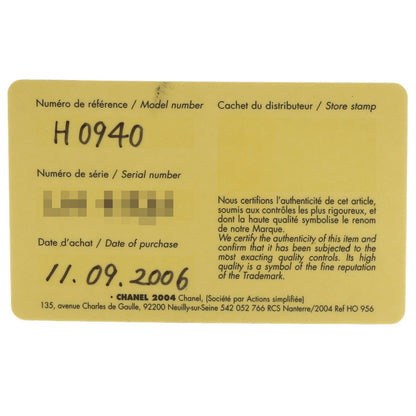 Numéro de référence / Model number
H 0940
Numéro de série / Serial number
Date d'achat / Date of purchase
11.09.2006
Cachet du distributeur / Store stamp
Nous certifions l'authenticité de cet article,
soumis aux contrôles les plus rigoureux, et
dont la haute qualité symbolise le renom
de notre Marque.
We certify the authenticity of this item and
confirm that it has been subjected to the
most exacting quality controls. Its high
quality is a symbol of the fine reputation
of the Trademark.
· CHANEL 2004 Chanel, (Société par Actions simplifiée)
135, avenue Charles de Gaulle, 92200 Neuilly-sur-Seine 542 052 766 RCS Nanterre/2004 Ref HO 956